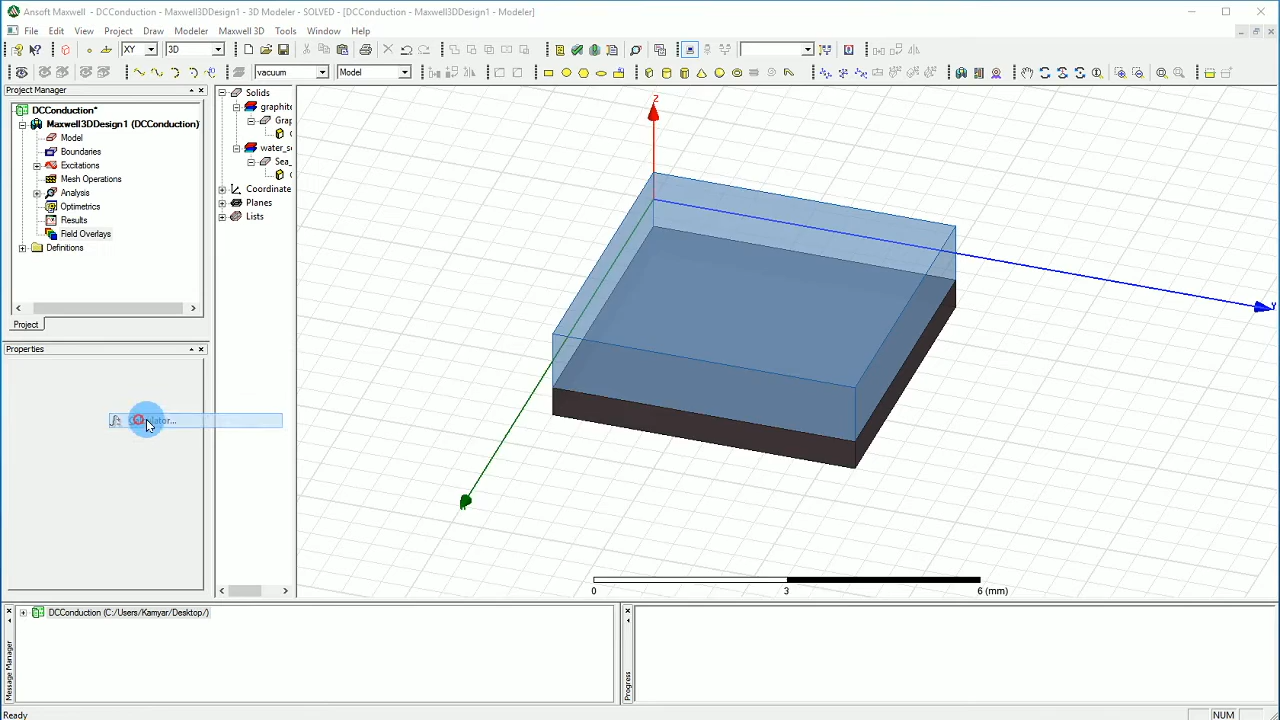 Ansoft Maxwell - DCConduction - Maxwell3DDesign1 - 3D Modeler - SOLVED - [DCConduction - Maxwell3DDesign1 - Modeler]
File Edit View Project Draw Modeler Maxwell 3D Tools Window Help
XY 3D
vacuum Model
Project Manager
DCConduction*
Maxwell3DDesign1 (DCConduction)
Model
Boundaries
Excitations
Mesh Operations
Analysis
Optimetrics
Results
Field Overlays
Definitions
Project
Properties
Solids
graphite
Grap
water_se
Sea_
Coordinate
Planes
Lists
Z
Y
0 3 6 (mm)
DCConduction (C:/Users/Kamyar/Desktop/)
Message Manager
Progress
Ready
NUM